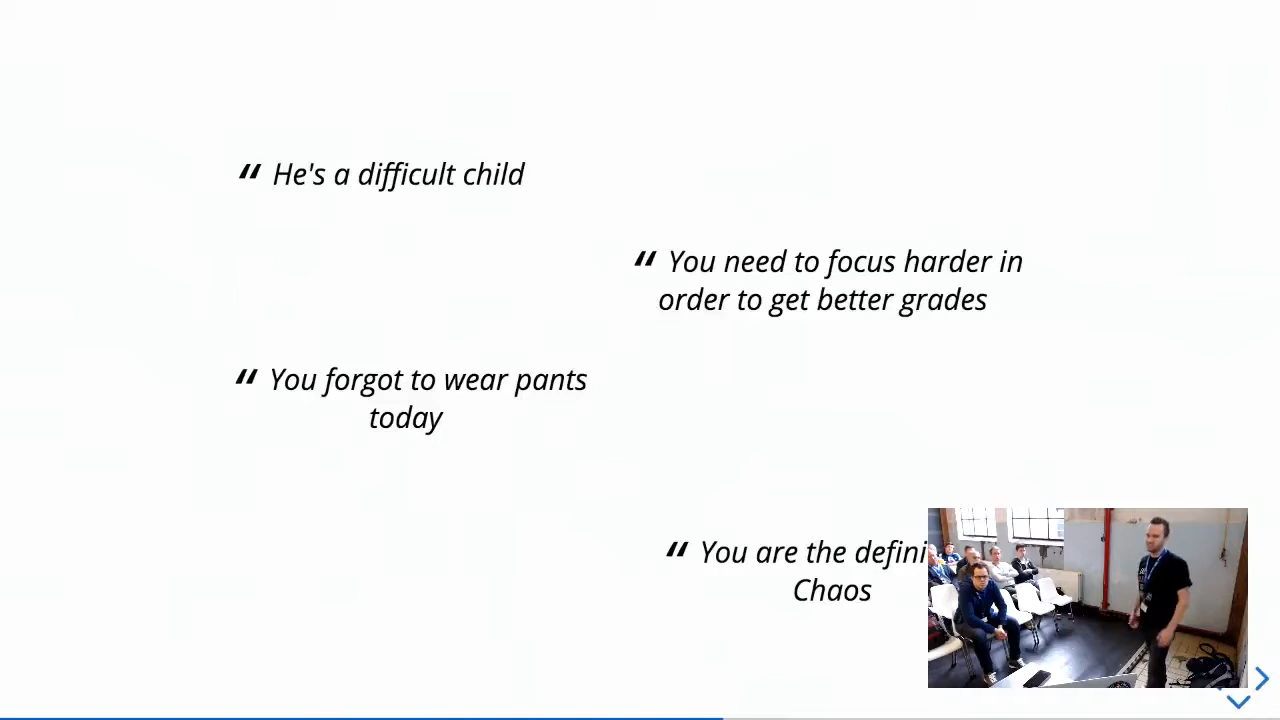 “ He's a difficult child
“ You need to focus harder in
order to get better grades
“ You forgot to wear pants
today
“ You are the
Chaos